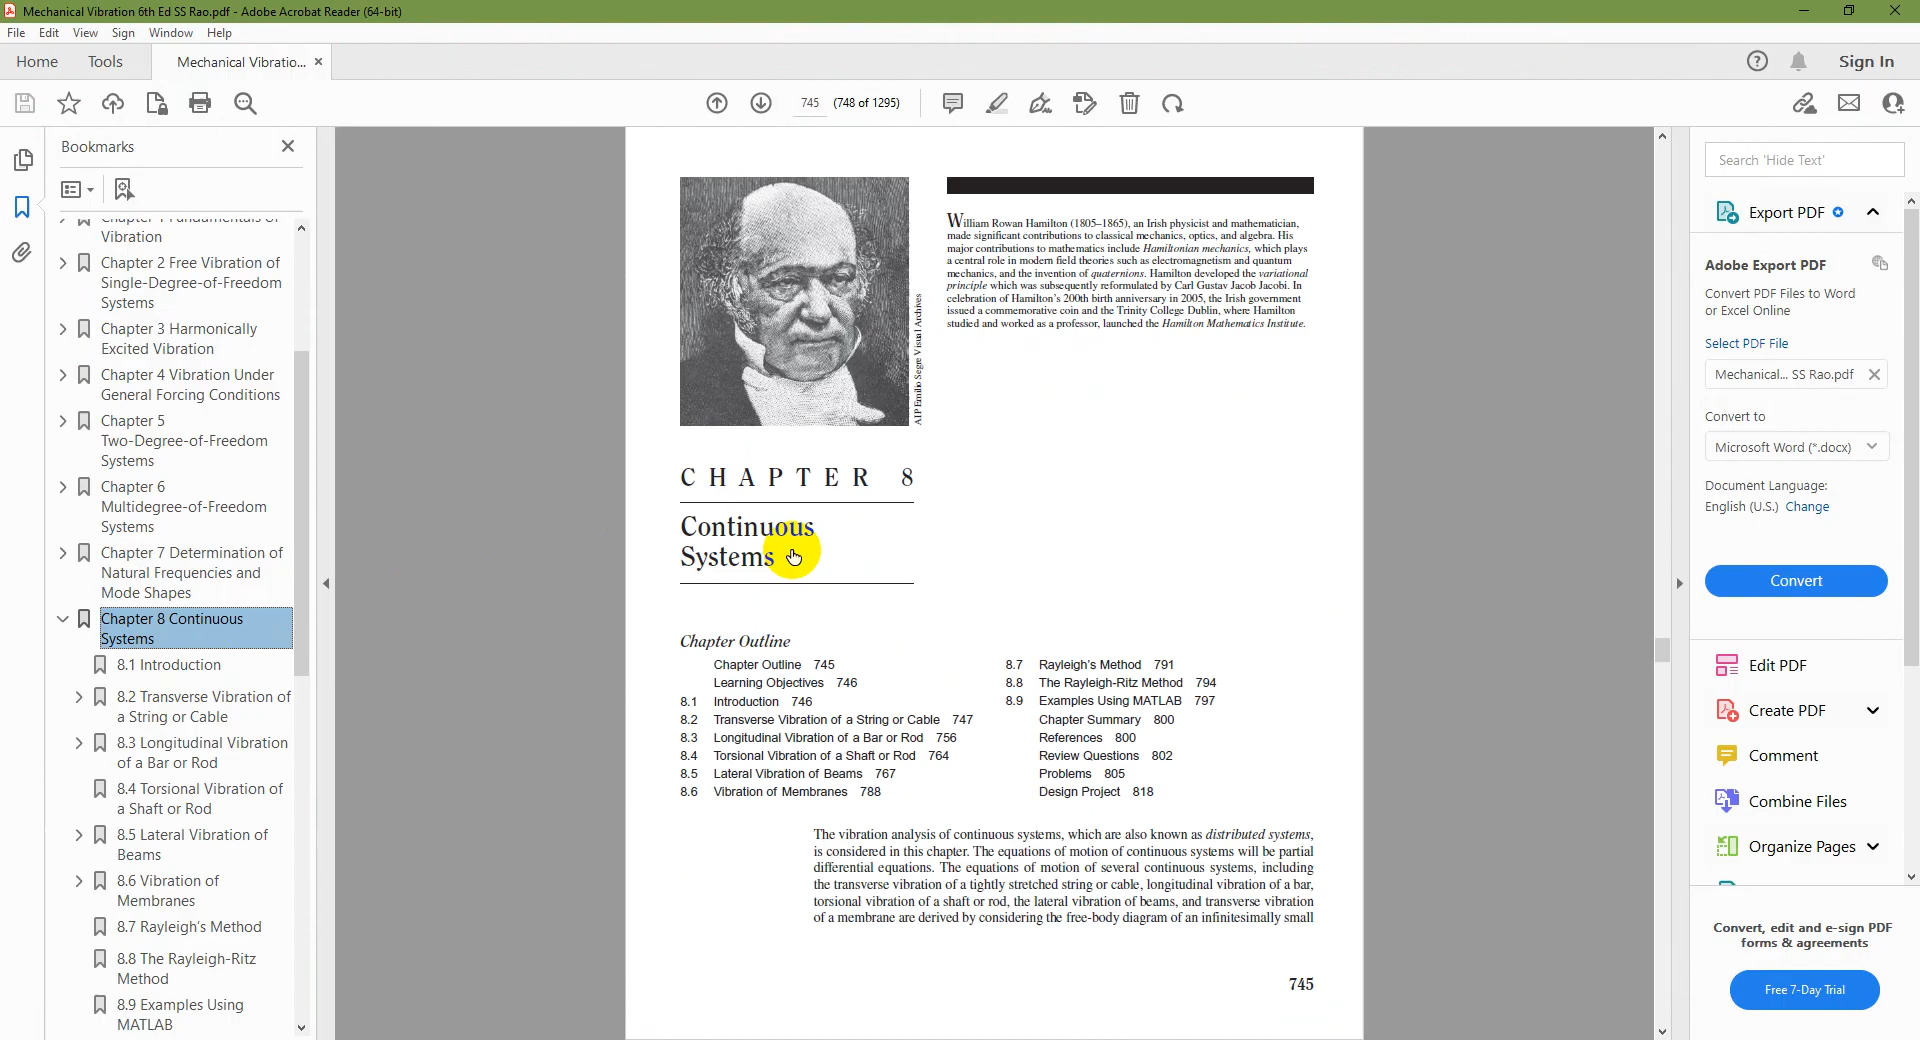 Mechanical Vibration 6th Ed SS Rao.pdf - Adobe Acrobat Reader (64-bit)
File Edit View Sign Window Help
Home Tools Mechanical Vibratio... Sign In
745 (748 of 1295)
Bookmarks
Vibration
Chapter 2 Free Vibration of
Single-Degree-of-Freedom
Systems
Chapter 3 Harmonically
Excited Vibration
Chapter 4 Vibration Under
General Forcing Conditions
Chapter 5
Two-Degree-of-Freedom
Systems
Chapter 6
Multidegree-of-Freedom
Systems
Chapter 7 Determination of
Natural Frequencies and
Mode Shapes
Chapter 8 Continuous
Systems
8.1 Introduction
8.2 Transverse Vibration of
a String or Cable
8.3 Longitudinal Vibration
of a Bar or Rod
8.4 Torsional Vibration of
a Shaft or Rod
8.5 Lateral Vibration of
Beams
8.6 Vibration of
Membranes
8.7 Rayleigh's Method
8.8 The Rayleigh-Ritz
Method
8.9 Examples Using
MATLAB
AIP Emilio Segre Visual Archives
William Rowan Hamilton (1805–1865), an Irish physicist and mathematician,
made significant contributions to classical mechanics, optics, and algebra. His
major contributions to mathematics include Hamiltonian mechanics, which plays
a central role in modern field theories such as electromagnetism and quantum
mechanics, and the invention of quaternions. Hamilton developed the variational
principle which was subsequently reformulated by Carl Gustav Jacob Jacobi. In
celebration of Hamilton's 200th birth anniversary in 2005, the Irish government
issued a commemorative coin and the Trinity College Dublin, where Hamilton
studied and worked as a professor, launched the Hamilton Mathematics Institute.
CHAPTER 8
Continuous
Systems
Chapter Outline
Chapter Outline 745
Learning Objectives 746
8.1 Introduction 746
8.2 Transverse Vibration of a String or Cable 747
8.3 Longitudinal Vibration of a Bar or Rod 756
8.4 Torsional Vibration of a Shaft or Rod 764
8.5 Lateral Vibration of Beams 767
8.6 Vibration of Membranes 788
8.7 Rayleigh's Method 791
8.8 The Rayleigh-Ritz Method 794
8.9 Examples Using MATLAB 797
Chapter Summary 800
References 800
Review Questions 802
Problems 805
Design Project 818
The vibration analysis of continuous systems, which are also known as distributed systems,
is considered in this chapter. The equations of motion of continuous systems will be partial
differential equations. The equations of motion of several continuous systems, including
the transverse vibration of a tightly stretched string or cable, longitudinal vibration of a bar,
torsional vibration of a shaft or rod, the lateral vibration of beams, and transverse vibration
of a membrane are derived by considering the free-body diagram of an infinitesimally small
745
Search 'Hide Text'
Export PDF
Adobe Export PDF
Convert PDF Files to Word
or Excel Online
Select PDF File
Mechanical... SS Rao.pdf
Convert to
Microsoft Word (*.docx)
Document Language:
English (U.S.) Change
Convert
Edit PDF
Create PDF
Comment
Combine Files
Organize Pages
Convert, edit and e-sign PDF
forms & agreements
Free 7-Day Trial